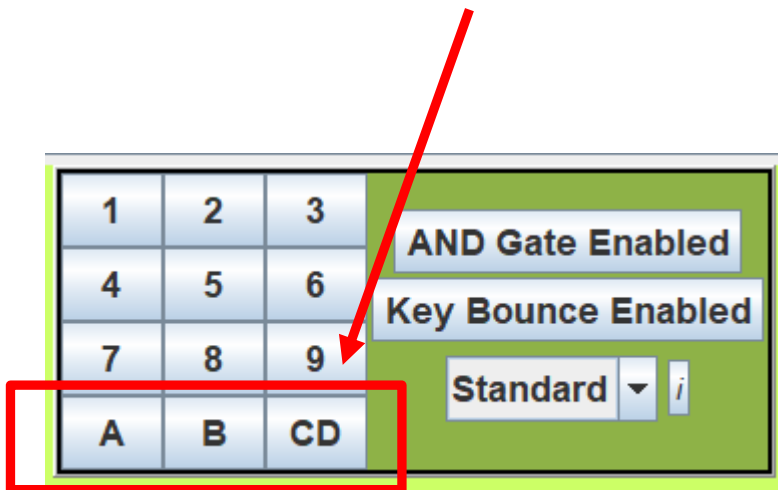 1 2 3
4 5 6
7 8 9
A B CD
AND Gate Enabled
Key Bounce Enabled
Standard i